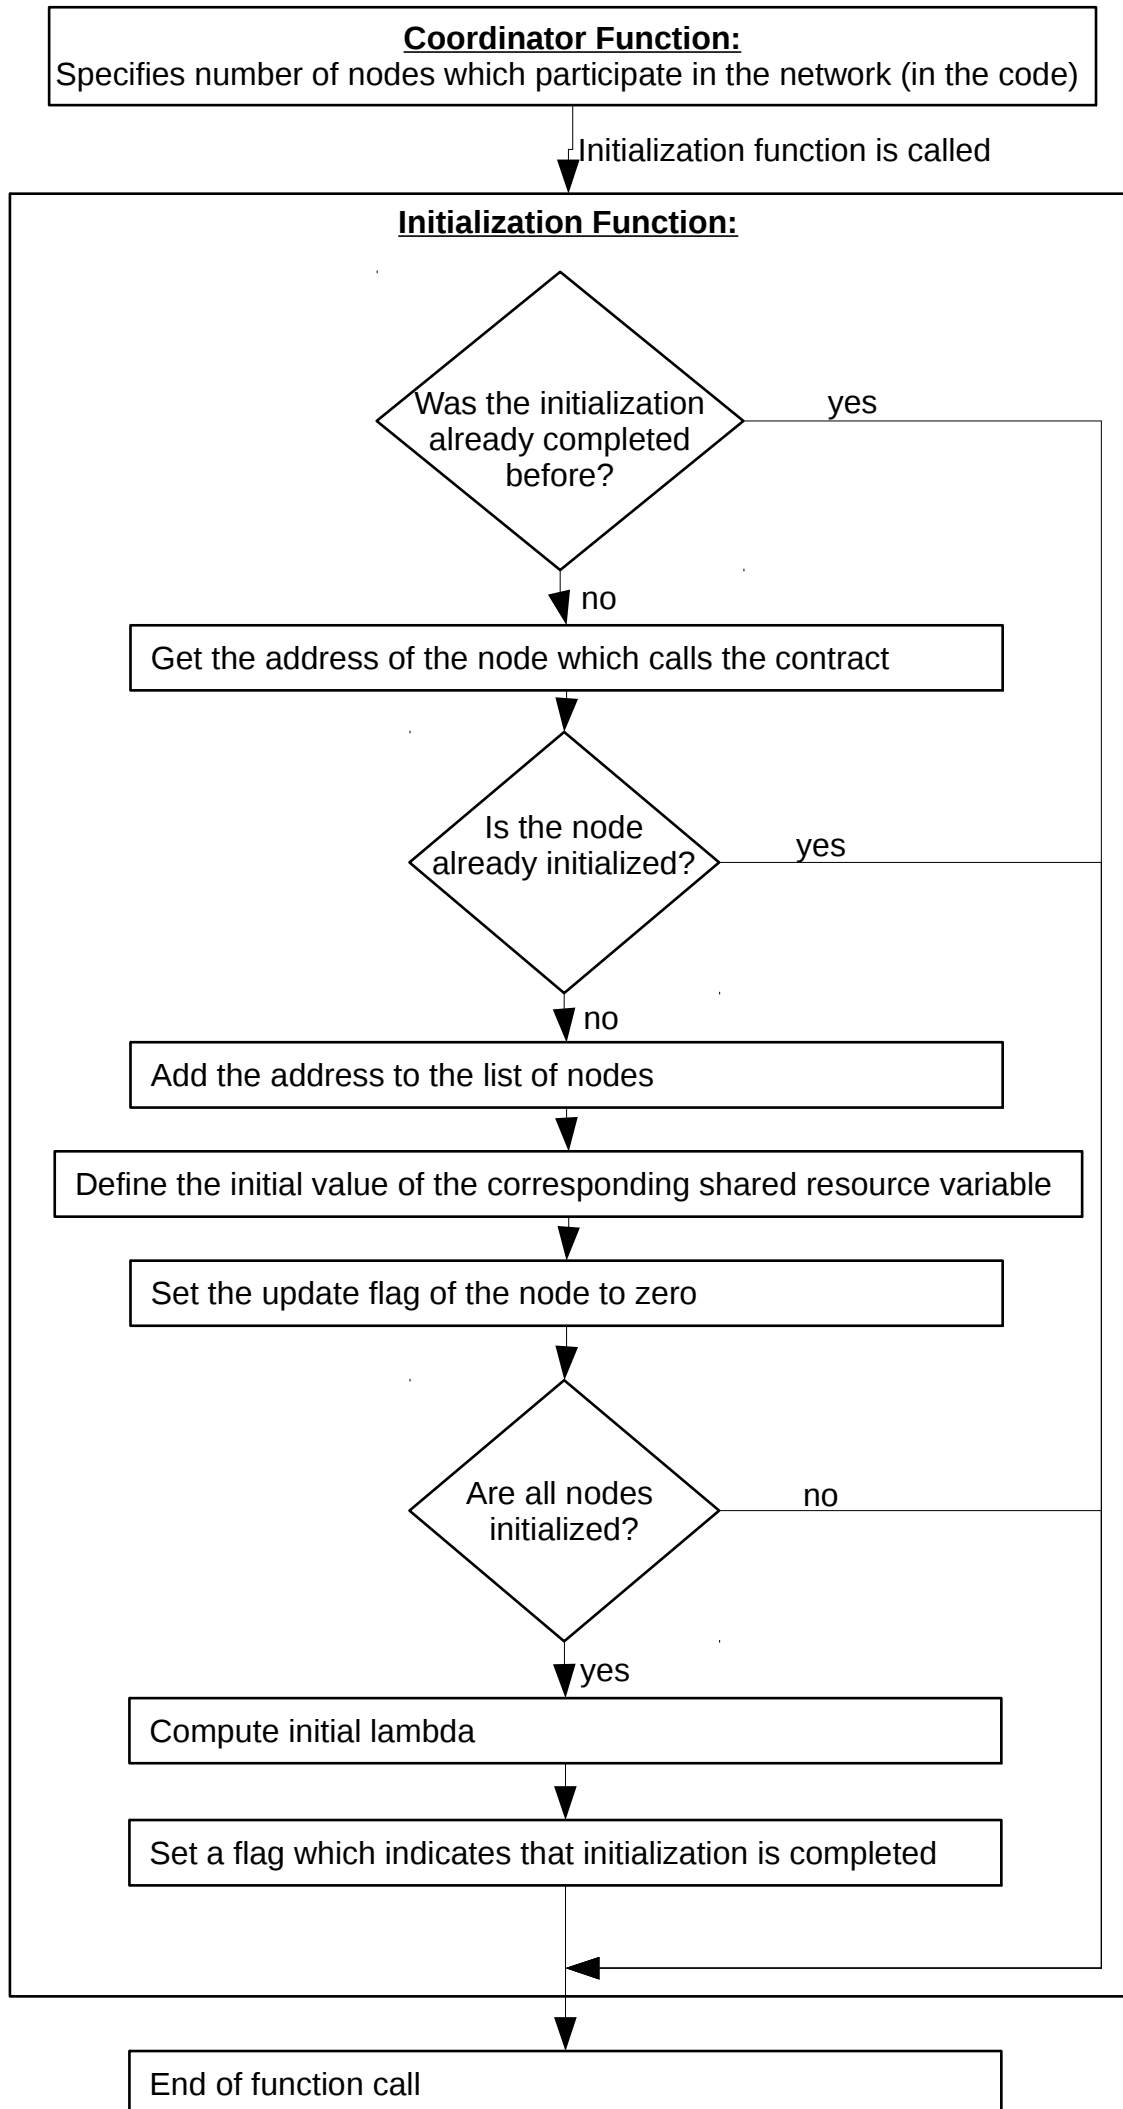 Coordinator Function:
Specifies number of nodes which participate in the network (in the code)
Initialization function is called
Initialization Function:
Was the initialization
already completed
before?
yes
no
Get the address of the node which calls the contract
Is the node
already initialized?
yes
no
Add the address to the list of nodes
Define the initial value of the corresponding shared resource variable
Set the update flag of the node to zero
Are all nodes
initialized?
no
yes
Compute initial lambda
Set a flag which indicates that initialization is completed
End of function call